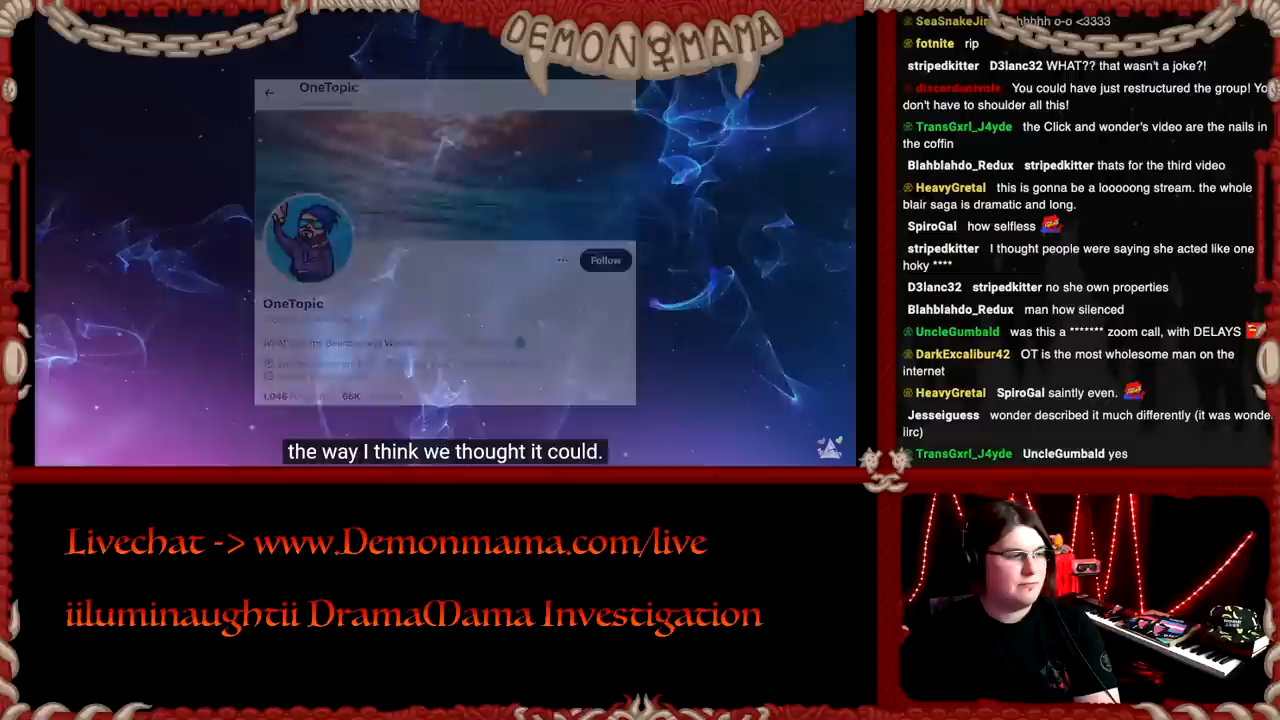 DEMON MAMA
OneTopic
Follow
OneTopic
1,046
66K
the way I think we thought it could.
SeaSnakeJim hhhhh o-o <3333
fotnite rip
stripedkitter D3lanc32 WHAT?? that wasn't a joke?!
discordantvole You could have just restructured the group! You
don't have to shoulder all this!
TransGxrl_J4yde the Click and wonder's video are the nails in
the coffin
Blahblahdo_Redux stripedkitter thats for the third video
HeavyGretal this is gonna be a looooong stream. the whole
blair saga is dramatic and long.
SpiroGal how selfless
stripedkitter I thought people were saying she acted like one
hoky ****
D3lanc32 stripedkitter no she own properties
Blahblahdo_Redux man how silenced
UncleGumbald was this a ******* zoom call, with DELAYS
DarkExcalibur42 OT is the most wholesome man on the
internet
HeavyGretal SpiroGal saintly even.
Jesseiguess wonder described it much differently (it was wonde
iirc)
TransGxrl_J4yde UncleGumbald yes
Livechat -> www.Demonmama.com/live
iiluminaughtii DramaMama Investigation